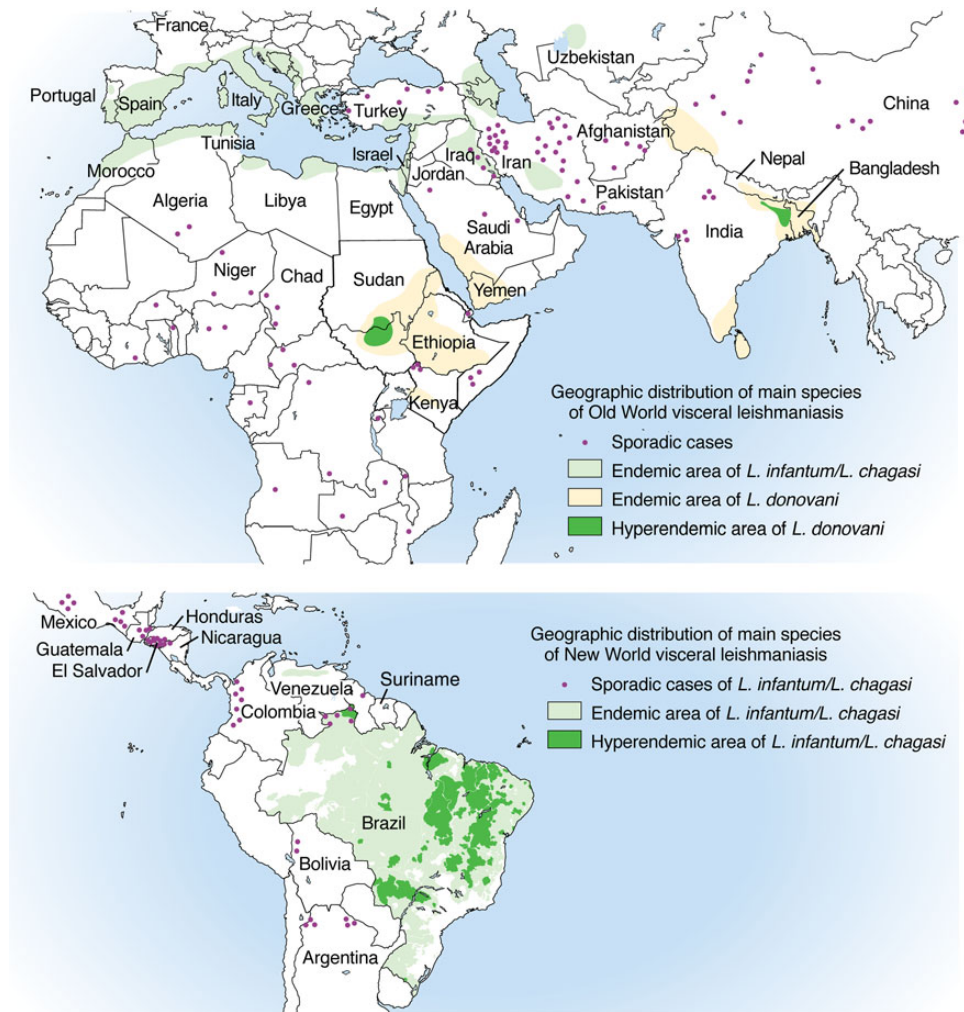 France
Uzbekistan
Portugal
Spain
Italy
Greece
Turkey
China
Tunisia
Afghanistan
Morocco
Israel
Iraq
Iran
Nepal
Jordan
Bangladesh
Algeria
Libya
Egypt
Pakistan
Saudi
Arabia
India
Niger
Chad
Sudan
Yemen
Ethiopia
Kenya
Geographic distribution of main species
of Old World visceral leishmaniasis
Sporadic cases
Endemic area of L. infantum/L. chagasi
Endemic area of L. donovani
Hyperendemic area of L. donovani
Mexico
Honduras
Guatemala
Nicaragua
El Salvador
Venezuela
Suriname
Colombia
Brazil
Bolivia
Argentina
Geographic distribution of main species
of New World visceral leishmaniasis
Sporadic cases of L. infantum/L. chagasi
Endemic area of L. infantum/L. chagasi
Hyperendemic area of L. infantum/L. chagasi